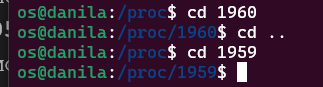 os@danila:/proc$ cd 1960
os@danila:/proc/1960$ cd ..
os@danila:/proc$ cd 1959
os@danila:/proc/1959$